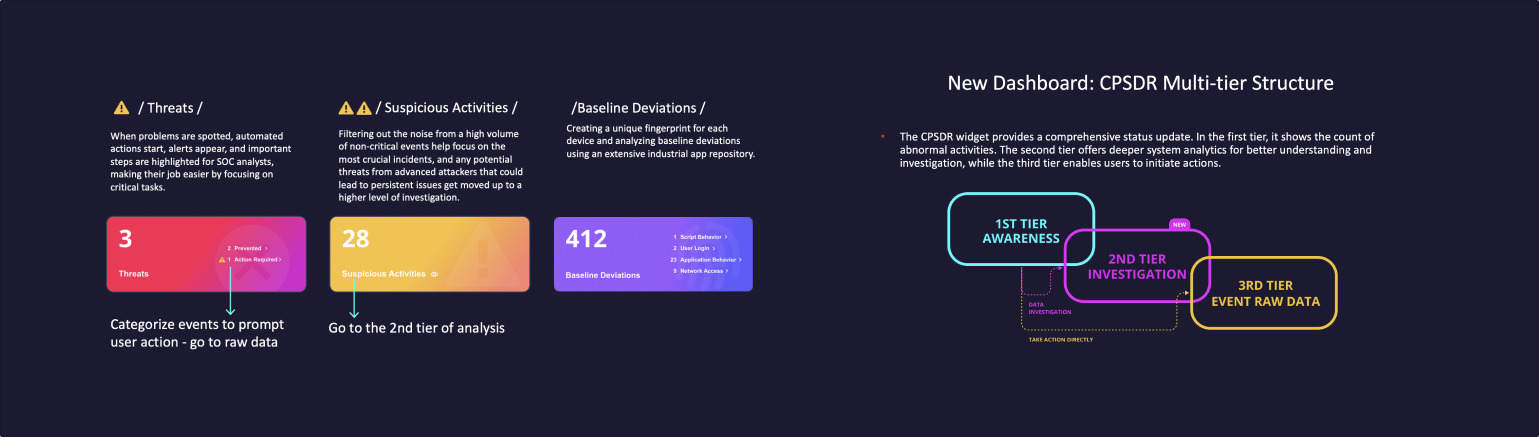 / Threats /
When problems are spotted, automated
actions start, alerts appear, and important
steps are highlighted for SOC analysts,
making their job easier by focusing on
critical tasks.
3
Threats
2 Prevented >
1 Action Required >
Categorize events to prompt
user action - go to raw data
/ Suspicious Activities /
Filtering out the noise from a high volume
of non-critical events help focus on the
most crucial incidents, and any potential
threats from advanced attackers that could
lead to persistent issues get moved up to a
higher level of investigation.
28
Suspicious Activities
Go to the 2nd tier of analysis
/Baseline Deviations /
Creating a unique fingerprint for each
device and analyzing baseline deviations
using an extensive industrial app repository.
412
Baseline Deviations
1 Script Behavior >
2 User Login >
23 Application Behavior >
9 Network Access >
New Dashboard: CPSDR Multi-tier Structure
• The CPSDR widget provides a comprehensive status update. In the first tier, it shows the count of
abnormal activities. The second tier offers deeper system analytics for better understanding and
investigation, while the third tier enables users to initiate actions.
1ST TIER
AWARENESS
NEW
2ND TIER
INVESTIGATION
3RD TIER
EVENT RAW DATA
DATA
INVESTIGATION
TAKE ACTION DIRECTLY